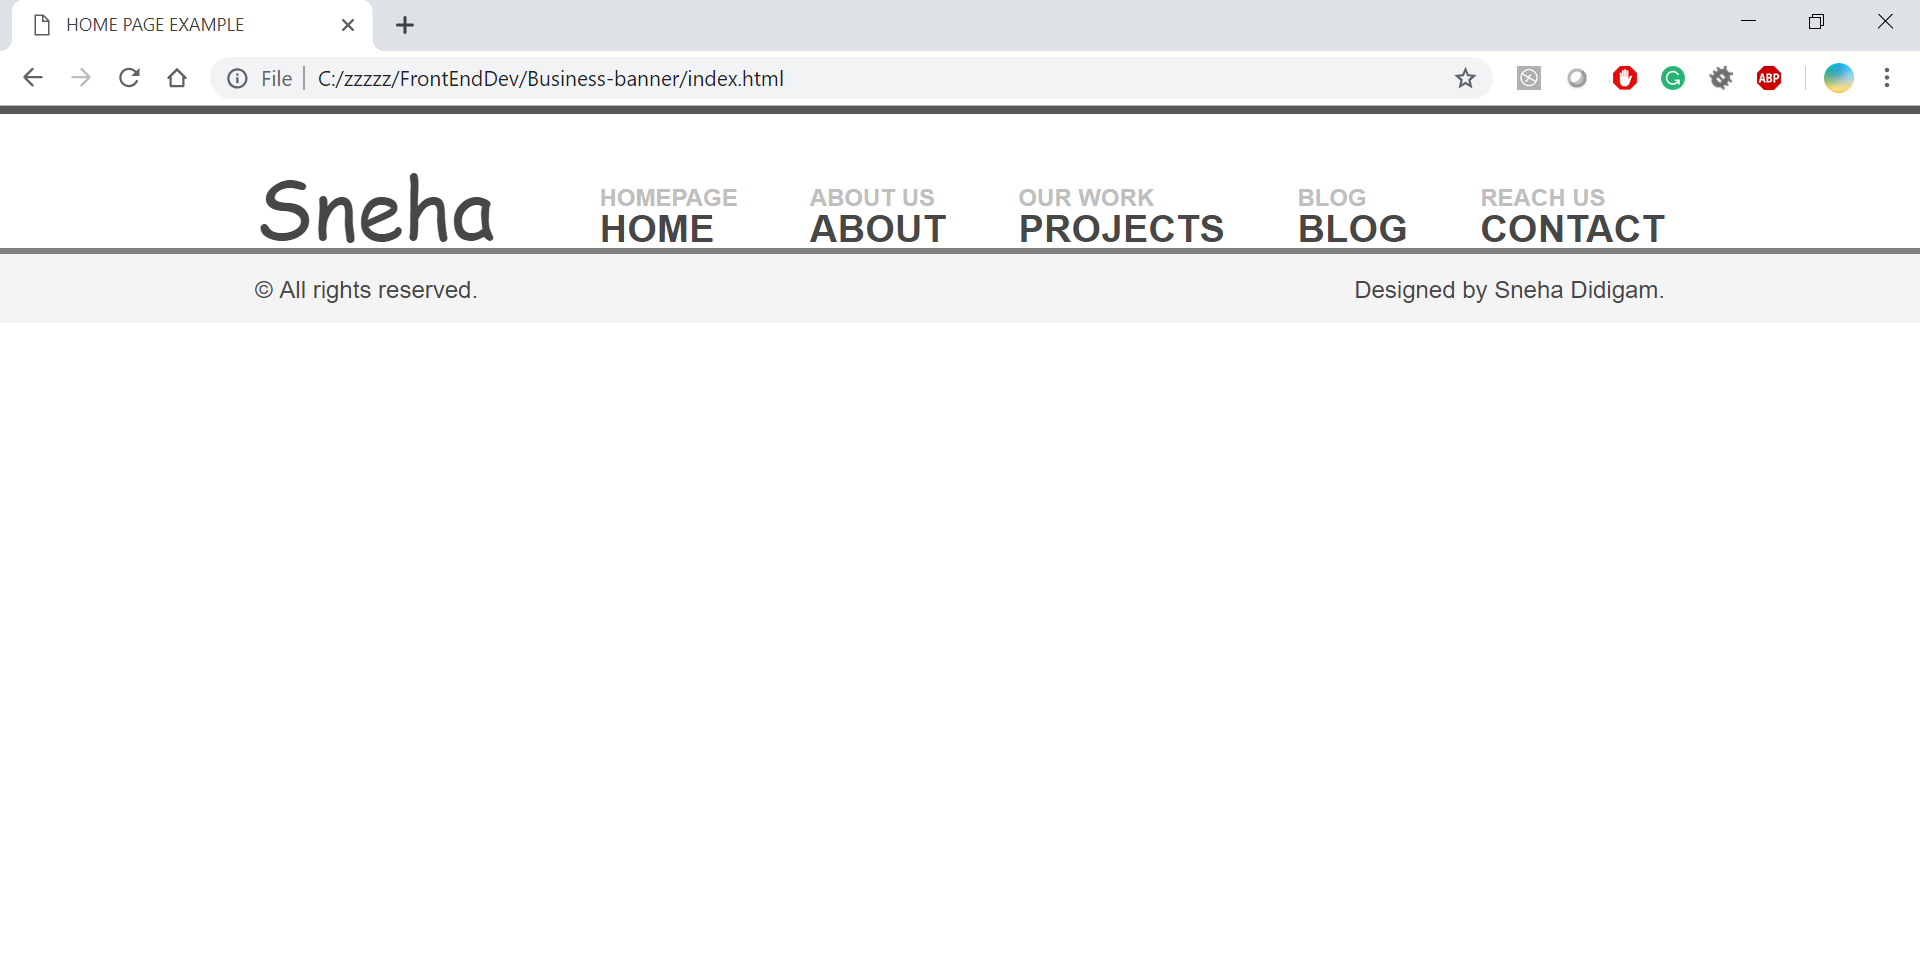 HOME PAGE EXAMPLE
File C:/zzzzz/FrontEndDev/Business-banner/index.html
ABP
Sneha
HOMEPAGE ABOUT US OUR WORK BLOG REACH US
HOME ABOUT PROJECTS BLOG CONTACT
© All rights reserved. Designed by Sneha Didigam.